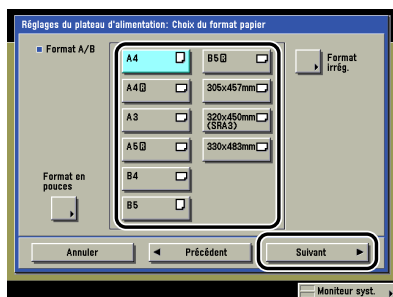 Réglages du plateau d'alimentation: Choix du format papier
Format A/B
A4
B5R
Format
irrég.
A4R
305x457mm
A3
320x450mm
(SRA3)
A5R
330x483mm
Format en
pouces
B4
B5
Annuler
Précédent
Suivant
Moniteur syst.